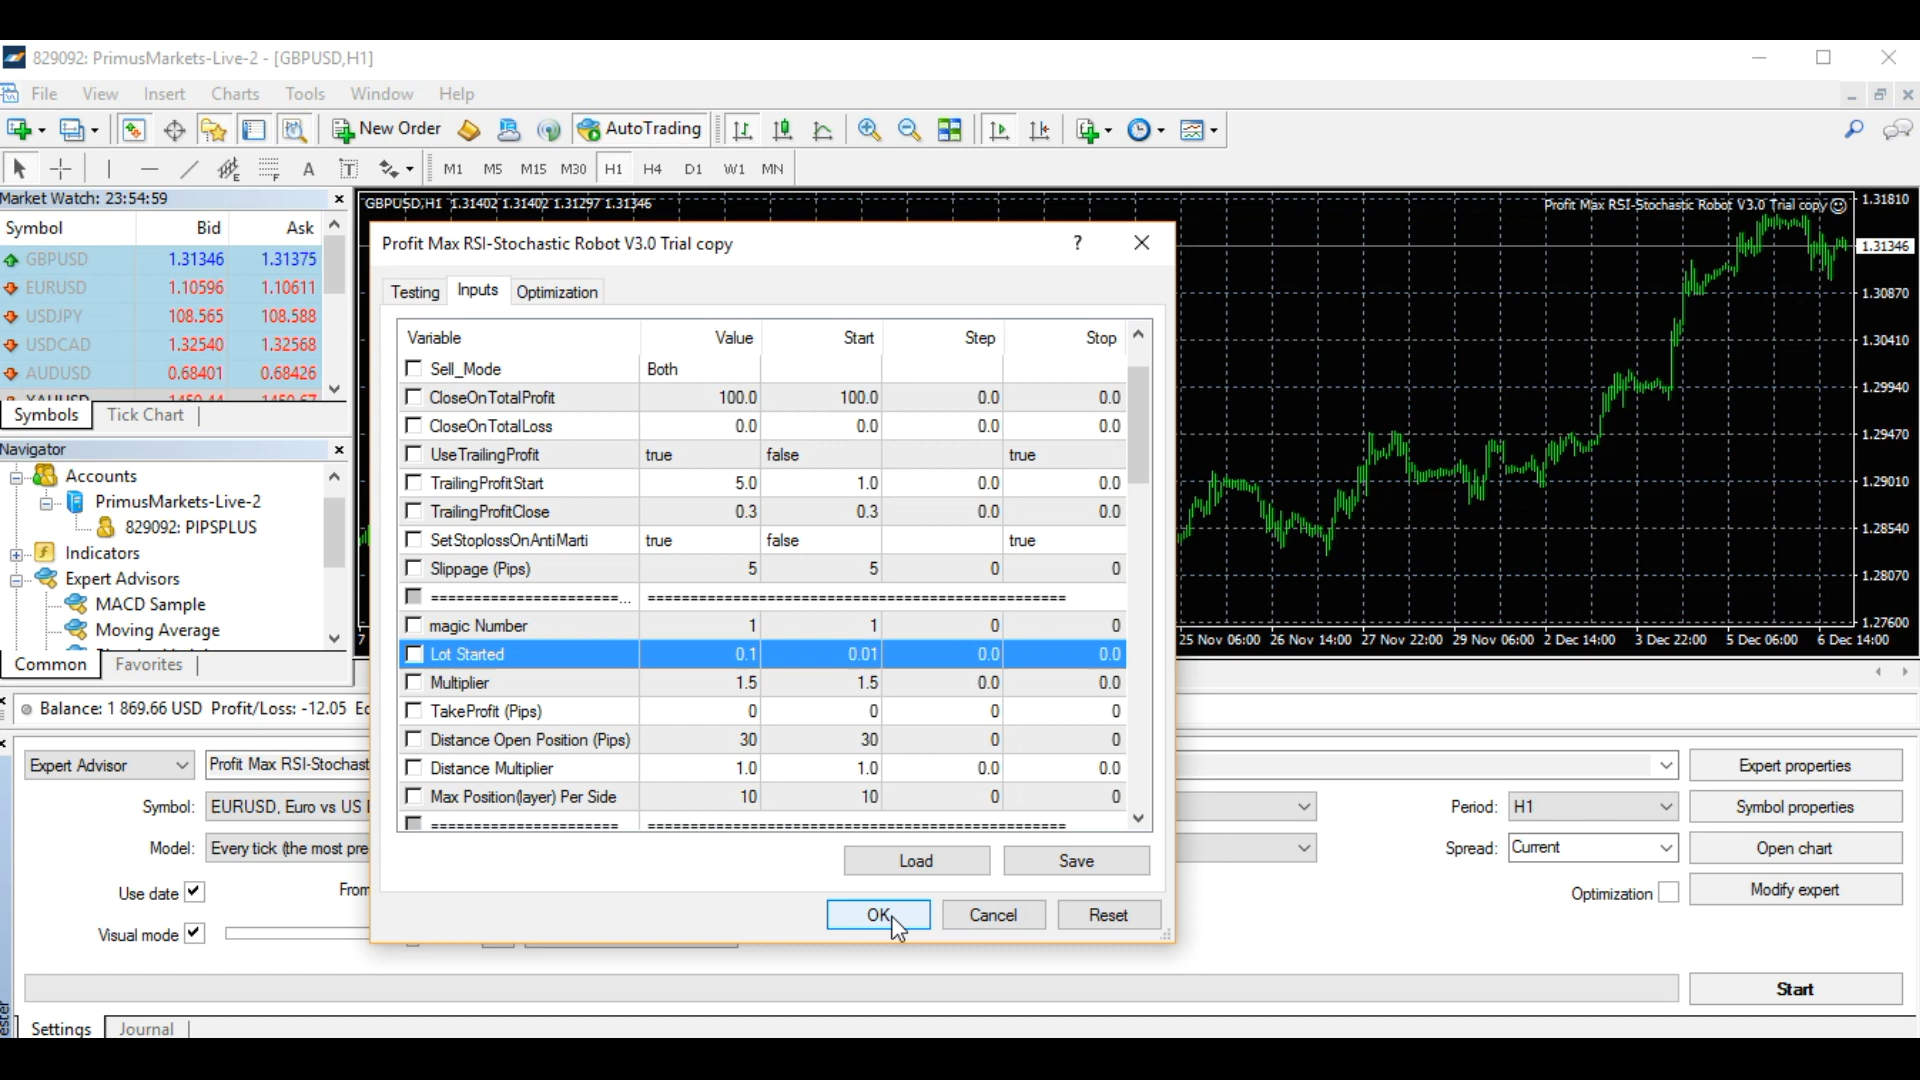 829092: PrimusMarkets-Live-2 - [GBPUSD,H1]
File View Insert Charts Tools Window Help
New Order AutoTrading
A T M1 M5 M15 M30 H1 H4 D1 W1 MN
Market Watch: 23:54:59
Symbol Bid Ask
GBPUSD 1.31346 1.31375
EURUSD 1.10596 1.10611
USDJPY 108.565 108.588
USDCAD 1.32540 1.32568
AUDUSD 0.68401 0.68426
XAUUSD 1459.44 1459.67
Symbols Tick Chart
Navigator
Accounts
PrimusMarkets-Live-2
829092: PIPSPLUS
Indicators
Expert Advisors
MACD Sample
Moving Average
Common Favorites
GBPUSD,H1 1.31402 1.31402 1.31297 1.31346
Profit Max RSI-Stochastic Robot V3.0 Trial copy
1.31810
1.31346
1.30870
1.30410
1.29940
1.29470
1.29010
1.28540
1.28070
1.27600
7 25 Nov 06:00 26 Nov 14:00 27 Nov 22:00 29 Nov 06:00 2 Dec 14:00 3 Dec 22:00 5 Dec 06:00 6 Dec 14:00
Profit Max RSI-Stochastic Robot V3.0 Trial copy ?
Testing Inputs Optimization
Variable Value Start Step Stop
Sell_Mode Both
CloseOnTotalProfit 100.0 100.0 0.0 0.0
CloseOnTotalLoss 0.0 0.0 0.0 0.0
UseTrailingProfit true false true
TrailingProfitStart 5.0 1.0 0.0 0.0
TrailingProfitClose 0.3 0.3 0.0 0.0
SetStoplossOnAntiMarti true false true
Slippage (Pips) 5 5 0 0
======================... ================================================
magic Number 1 1 0 0
Lot Started 0.1 0.01 0.0 0.0
Multiplier 1.5 1.5 0.0 0.0
TakeProfit (Pips) 0 0 0 0
Distance Open Position (Pips) 30 30 0 0
Distance Multiplier 1.0 1.0 0.0 0.0
Max Position(layer) Per Side 10 10 0 0
====================== ================================================
Load Save
OK Cancel Reset
Balance: 1 869.66 USD Profit/Loss: -12.05
Expert Advisor Profit Max RSI-Stochast Expert properties
Symbol: EURUSD, Euro vs US Period: H1 Symbol properties
Model: Every tick (the most pre Spread: Current Open chart
Use date From Optimization Modify expert
Visual mode
Start
Settings Journal